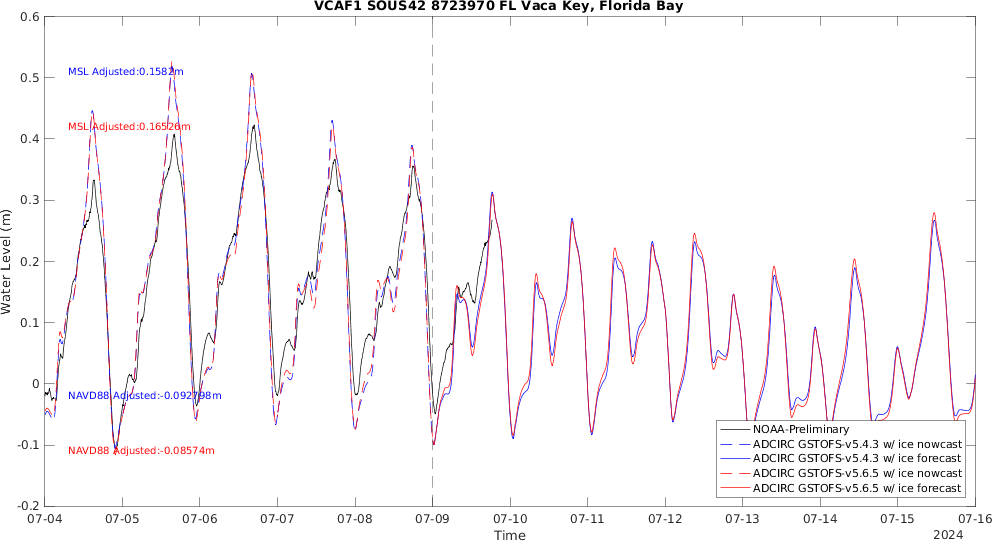 VCAF1 SOUS42 8723970 FL Vaca Key, Florida Bay
Water Level (m)
0.6
0.5
0.4
0.3
0.2
0.1
0
-0.1
-0.2
MSL Adjusted:0.1582m
MSL Adjusted:0.16526m
NAVD88 Adjusted:-0.092798m
NAVD88 Adjusted:-0.08574m
NOAA-Preliminary
ADCIRC GSTOFS-v5.4.3 w/ ice nowcast
ADCIRC GSTOFS-v5.4.3 w/ ice forecast
ADCIRC GSTOFS-v5.6.5 w/ ice nowcast
ADCIRC GSTOFS-v5.6.5 w/ ice forecast
07-04 07-05 07-06 07-07 07-08 07-09 07-10 07-11 07-12 07-13 07-14 07-15 07-16
Time
2024